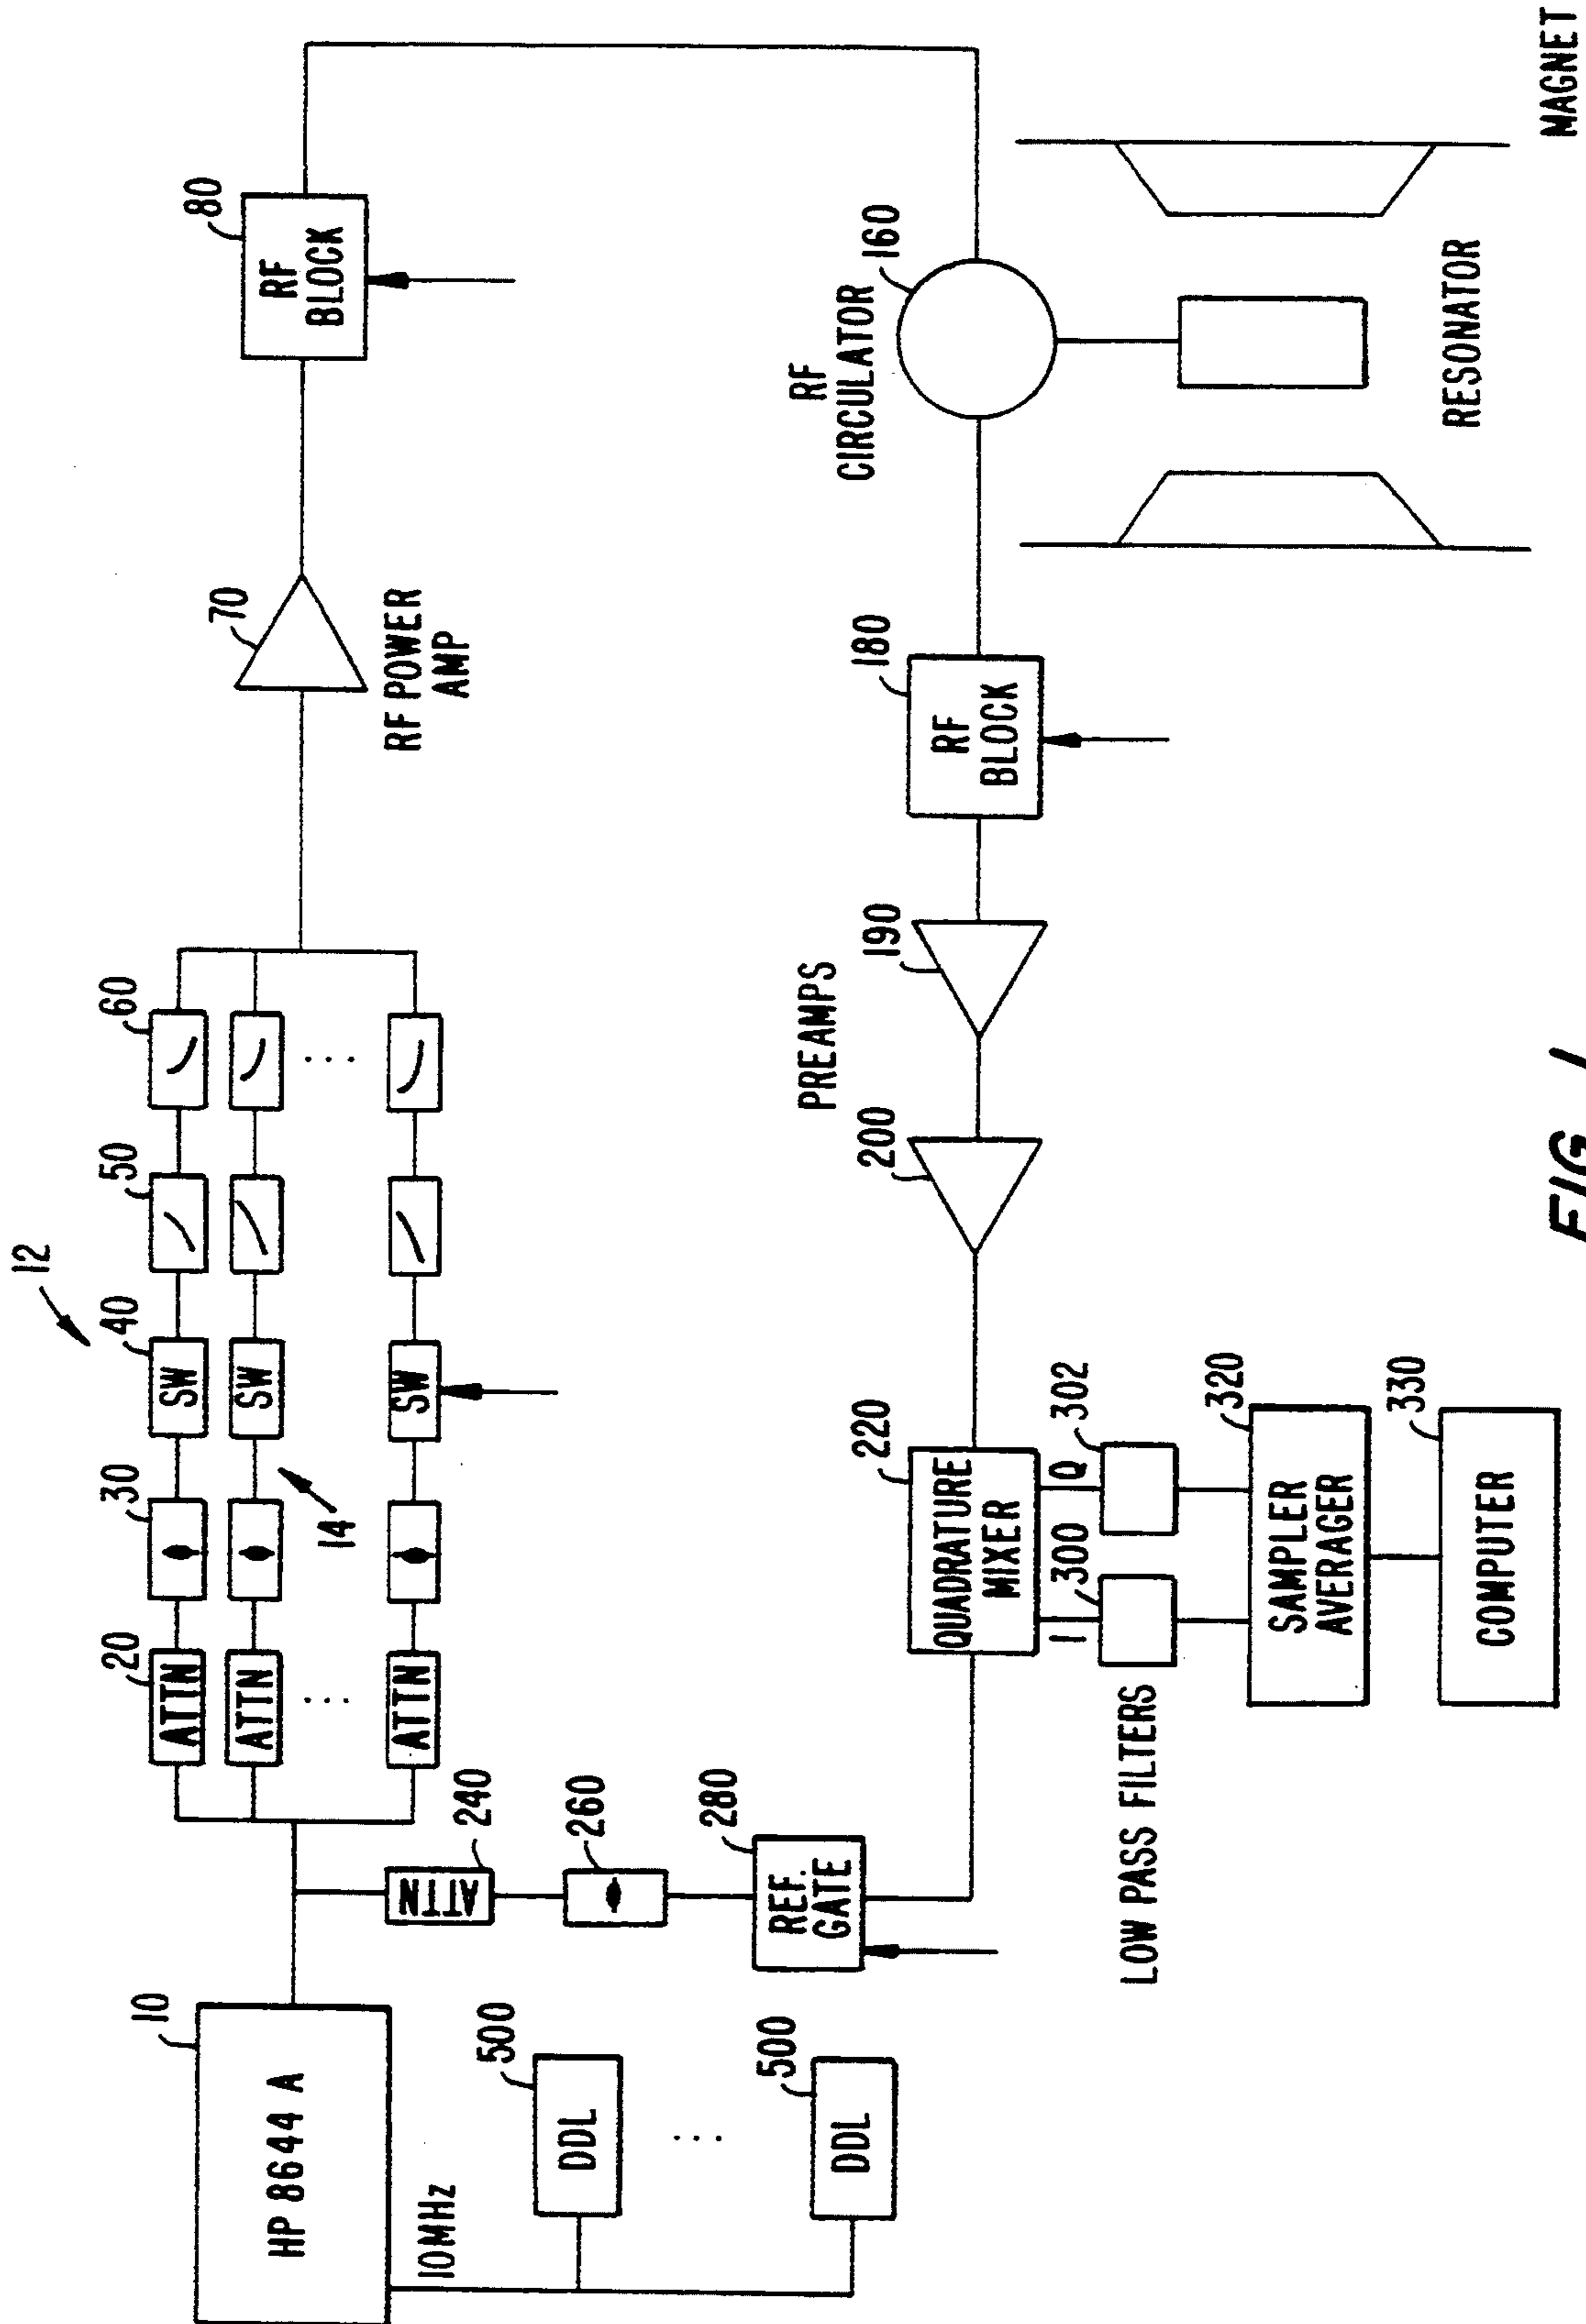 12
20
30
40
50
60
ATTN
SW
ATTN
SW
. . .
. . .
ATTN
SW
14
10
HP 8644 A
10MHz
70
RF POWER
AMP
80
RF
BLOCK
240
ATTN
260
280
REF.
GATE
500
DDL
. . .
500
DDL
PREAMPS
200
190
180
RF
BLOCK
RF
CIRCULATOR
160
220
QUADRATURE
MIXER
I
Q
300
302
LOW PASS FILTERS
320
SAMPLER
AVERAGER
330
COMPUTER
RESONATOR
MAGNET
FIG. 1